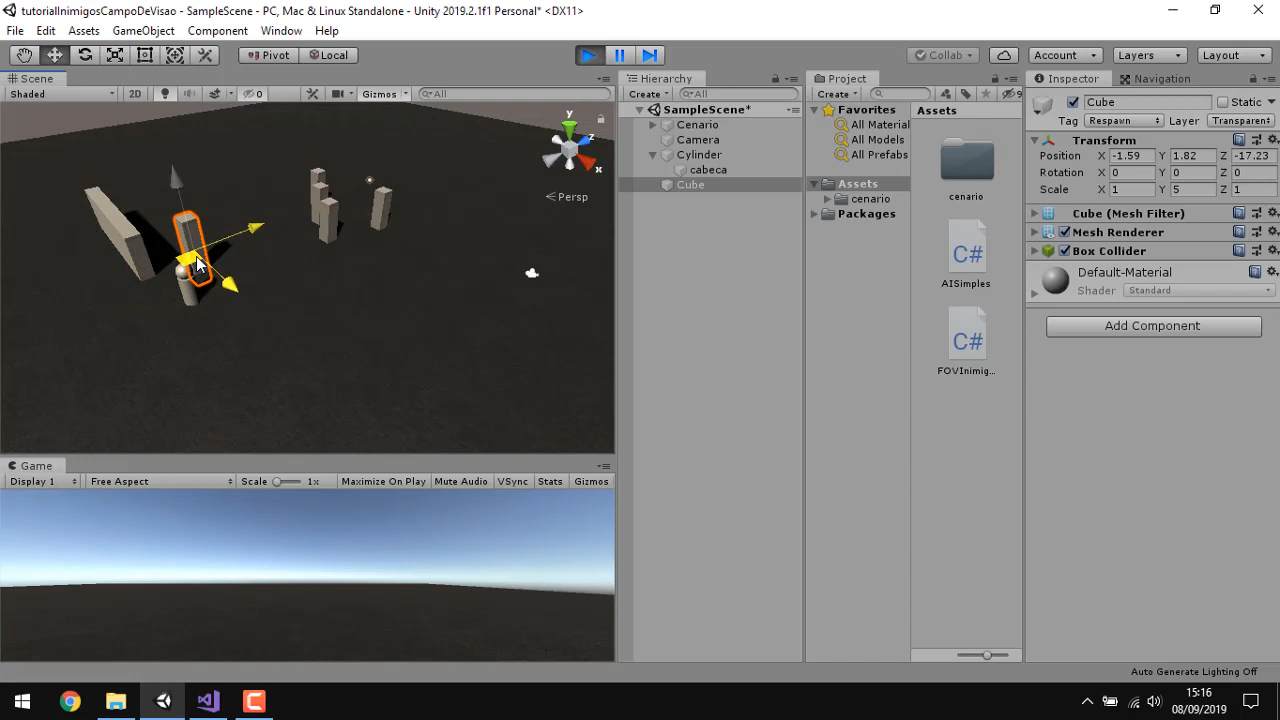 tutorialInimigosCampoDeVisao - SampleScene - PC, Mac & Linux Standalone - Unity 2019.2.1f1 Personal* <DX11>
File Edit Assets GameObject Component Window Help
Pivot Local Collab Account Layers Layout
Scene
Shaded 2D 0 Gizmos All
y
z
x
Persp
Hierarchy
Create All
SampleScene*
Cenario
Camera
Cylinder
cabeca
Cube
Project
Create 9
Favorites
All Material
All Models
All Prefabs
Assets
cenario
Packages
Assets
cenario
C#
AISimples
C#
FOVInimig...
Inspector Navigation
Cube Static
Tag Respawn Layer Transparent
Transform
Position X -1.59 Y 1.82 Z -17.23
Rotation X 0 Y 0 Z 0
Scale X 1 Y 5 Z 1
Cube (Mesh Filter)
Mesh Renderer
Box Collider
Default-Material
Shader Standard
Add Component
Game
Display 1 Free Aspect Scale 1x Maximize On Play Mute Audio VSync Stats Gizmos
Auto Generate Lighting Off
15:16
08/09/2019